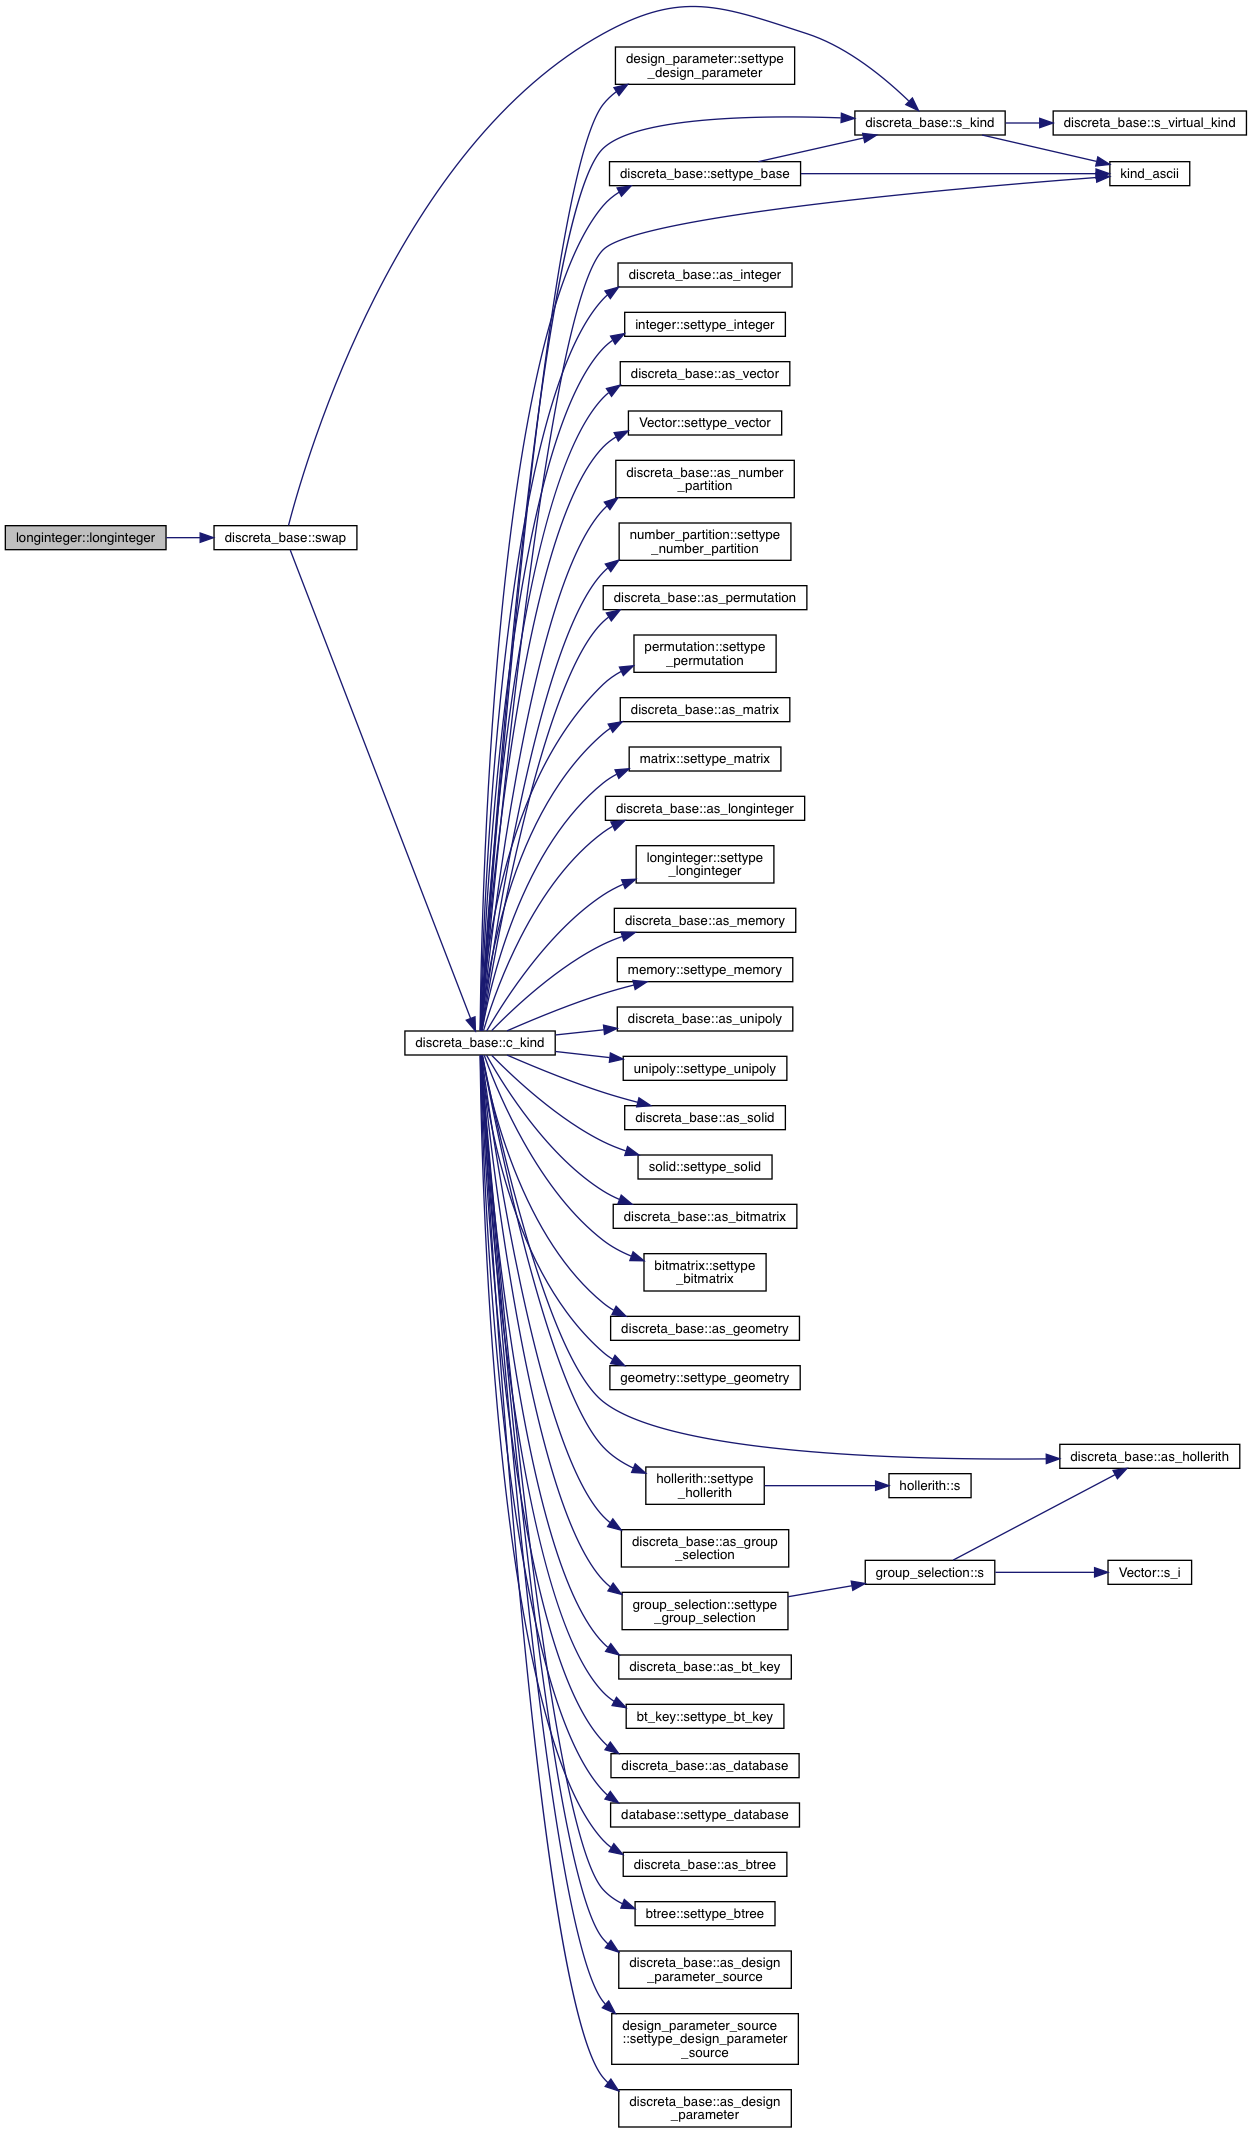 design_parameter::settype
_design_parameter
discreta_base::s_kind
discreta_base::s_virtual_kind
discreta_base::settype_base
kind_ascii
discreta_base::as_integer
integer::settype_integer
discreta_base::as_vector
Vector::settype_vector
discreta_base::as_number
_partition
longinteger::longinteger
discreta_base::swap
number_partition::settype
_number_partition
discreta_base::as_permutation
permutation::settype
_permutation
discreta_base::as_matrix
matrix::settype_matrix
discreta_base::as_longinteger
longinteger::settype
_longinteger
discreta_base::as_memory
memory::settype_memory
discreta_base::as_unipoly
discreta_base::c_kind
unipoly::settype_unipoly
discreta_base::as_solid
solid::settype_solid
discreta_base::as_bitmatrix
bitmatrix::settype
_bitmatrix
discreta_base::as_geometry
geometry::settype_geometry
discreta_base::as_hollerith
hollerith::settype
_hollerith
hollerith::s
discreta_base::as_group
_selection
group_selection::s
Vector::s_i
group_selection::settype
_group_selection
discreta_base::as_bt_key
bt_key::settype_bt_key
discreta_base::as_database
database::settype_database
discreta_base::as_btree
btree::settype_btree
discreta_base::as_design
_parameter_source
design_parameter_source
::settype_design_parameter
_source
discreta_base::as_design
_parameter